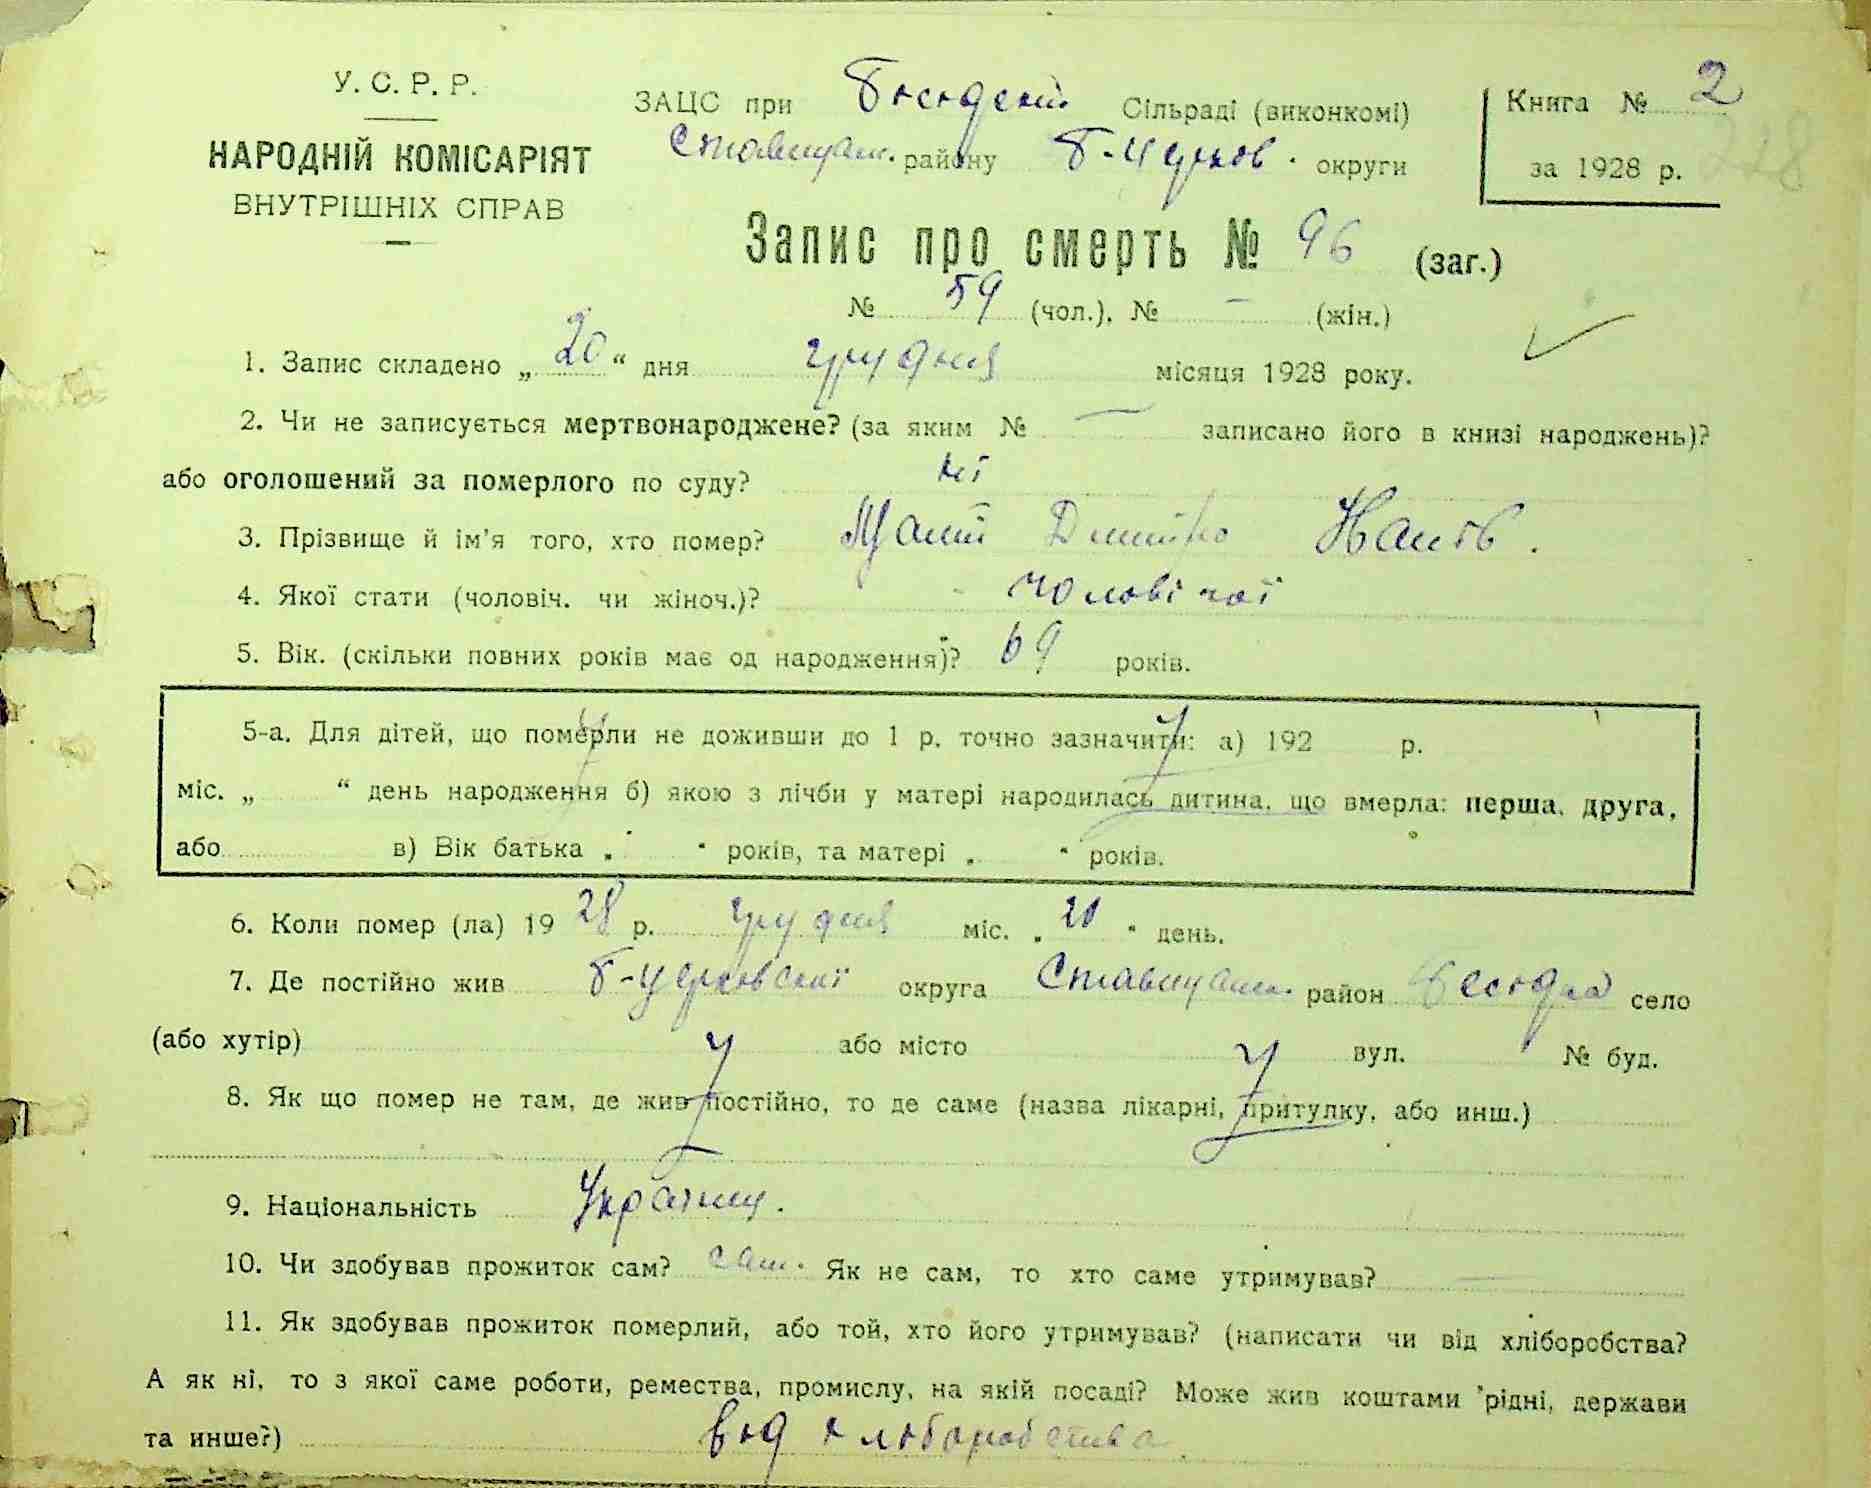 У. С. Р. Р.
НАРОДНІЙ КОМІСАРІЯТ
ВНУТРІШНІХ СПРАВ
ЗАЦС при Бесідскій Сільраді (виконкомі)
Ставищан. району Б-Церков. округи
Книга № 2
за 1928 р.
Запис про смерть № 96 (заг.)
№ 59 (чол.), № — (жін.)
1. Запис складено „ 20 “ дня грудня місяця 1928 року.
2. Чи не записується мертвонароджене? (за яким № — записано його в книзі народжень)?
або оголошений за померлого по суду? ні
3. Прізвище й ім'я того, хто помер? Дмитро
4. Якої стати (чоловіч. чи жіноч.)? чоловічої
5. Вік. (скільки повних років має од народження)? 69 років.
5-а. Для дітей, що померли не доживши до 1 р. точно зазначити: а) 192 р.
міс. „ “ день народження б) якою з лічби у матері народилась дитина, що вмерла: перша, друга,
або в) Вік батька „ “ років, та матері „ “ років.
6. Коли помер (ла) 19 28 р. грудня міс. „ 20 “ день.
7. Де постійно жив Б-Церковскої округа Ставищан. район Бесідка село
(або хутір) або місто вул. № буд.
8. Як що помер не там, де жив постійно, то де саме (назва лікарні, притулку, або инш.)
9. Національність Українц.
10. Чи здобував прожиток сам? сам. Як не сам, то хто саме утримував? —
11. Як здобував прожиток померлий, або той, хто його утримував? (написати чи від хліборобства?
А як ні, то з якої саме роботи, ремества, промислу, на якій посаді? Може жив коштами рідні, держави
та инше?) від хліборобства